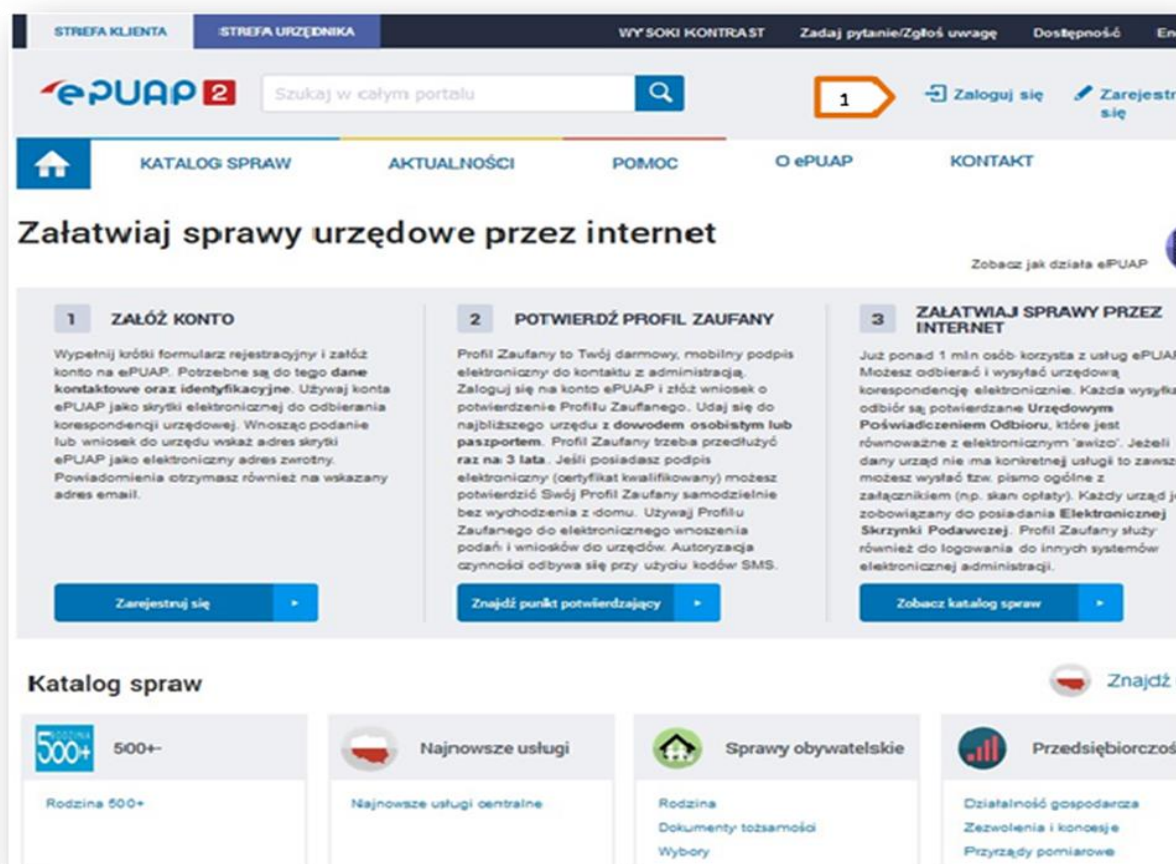 STREFA KLIENTA STREFA URZĘDNIKA WYSOKI KONTRAST Zadaj pytanie/Zgłoś uwagę Dostępność
ePUAP 2 Szukaj w całym portalu 1 Zaloguj się Zarejestr
się
KATALOG SPRAW AKTUALNOŚCI POMOC O ePUAP KONTAKT
Załatwiaj sprawy urzędowe przez internet
Zobacz jak działa ePUAP
1 ZAŁÓŻ KONTO
Wypełnij krótki formularz rejestracyjny i załóż
konto na ePUAP. Potrzebne są do tego dane
kontaktowe oraz identyfikacyjne. Używaj konta
ePUAP jako skrytki elektronicznej do odbierania
korespondencji urzędowej. Wnosząc podanie
lub wniosek do urzędu wskaż adres skrytki
ePUAP jako elektroniczny adres zwrotny.
Powiadomienia otrzymasz również na wskazany
adres email.
Zarejestruj się
2 POTWIERDŹ PROFIL ZAUFANY
Profil Zaufany to Twój darmowy, mobilny podpis
elektroniczny do kontaktu z administracją.
Zaloguj się na konto ePUAP i złóż wniosek o
potwierdzenie Profilu Zaufanego. Udaj się do
najbliższego urzędu z dowodem osobistym lub
paszportem. Profil Zaufany trzeba przedłużyć
raz na 3 lata. Jeśli posiadasz podpis
elektroniczny (certyfikat kwalifikowany) możesz
potwierdzić Swój Profil Zaufany samodzielnie
bez wychodzenia z domu. Używaj Profilu
Zaufanego do elektronicznego wnoszenia
podań i wniosków do urzędów. Autoryzacja
czynności odbywa się przy użyciu kodów SMS.
Znajdź punkt potwierdzający
3 ZAŁATWIAJ SPRAWY PRZEZ
INTERNET
Już ponad 1 mln osób korzysta z usług ePUAP
Możesz odbierać i wysyłać urzędową
korespondencję elektronicznie. Każda wysyłka
odbiór są potwierdzane Urzędowym
Poświadczeniem Odbioru, które jest
równoważne z elektronicznym 'awizo'. Jeżeli
dany urząd nie ma konkretnej usługi to zawsz
możesz wysłać tzw. pismo ogólne z
załącznikiem (np. skan opłaty). Każdy urząd j
zobowiązany do posiadania Elektronicznej
Skrzynki Podawczej. Profil Zaufany służy
również do logowania do innych systemów
elektronicznej administracji.
Zobacz katalog spraw
Katalog spraw Znajdź
RODZINA 500+ 500+ Najnowsze usługi Sprawy obywatelskie Przedsiębiorczoś
Rodzina 500+ Najnowsze usługi centralne Rodzina Działalność gospodarcza
Dokumenty tożsamości Zezwolenia i koncesje
Wybory Przyrządy pomiarowe